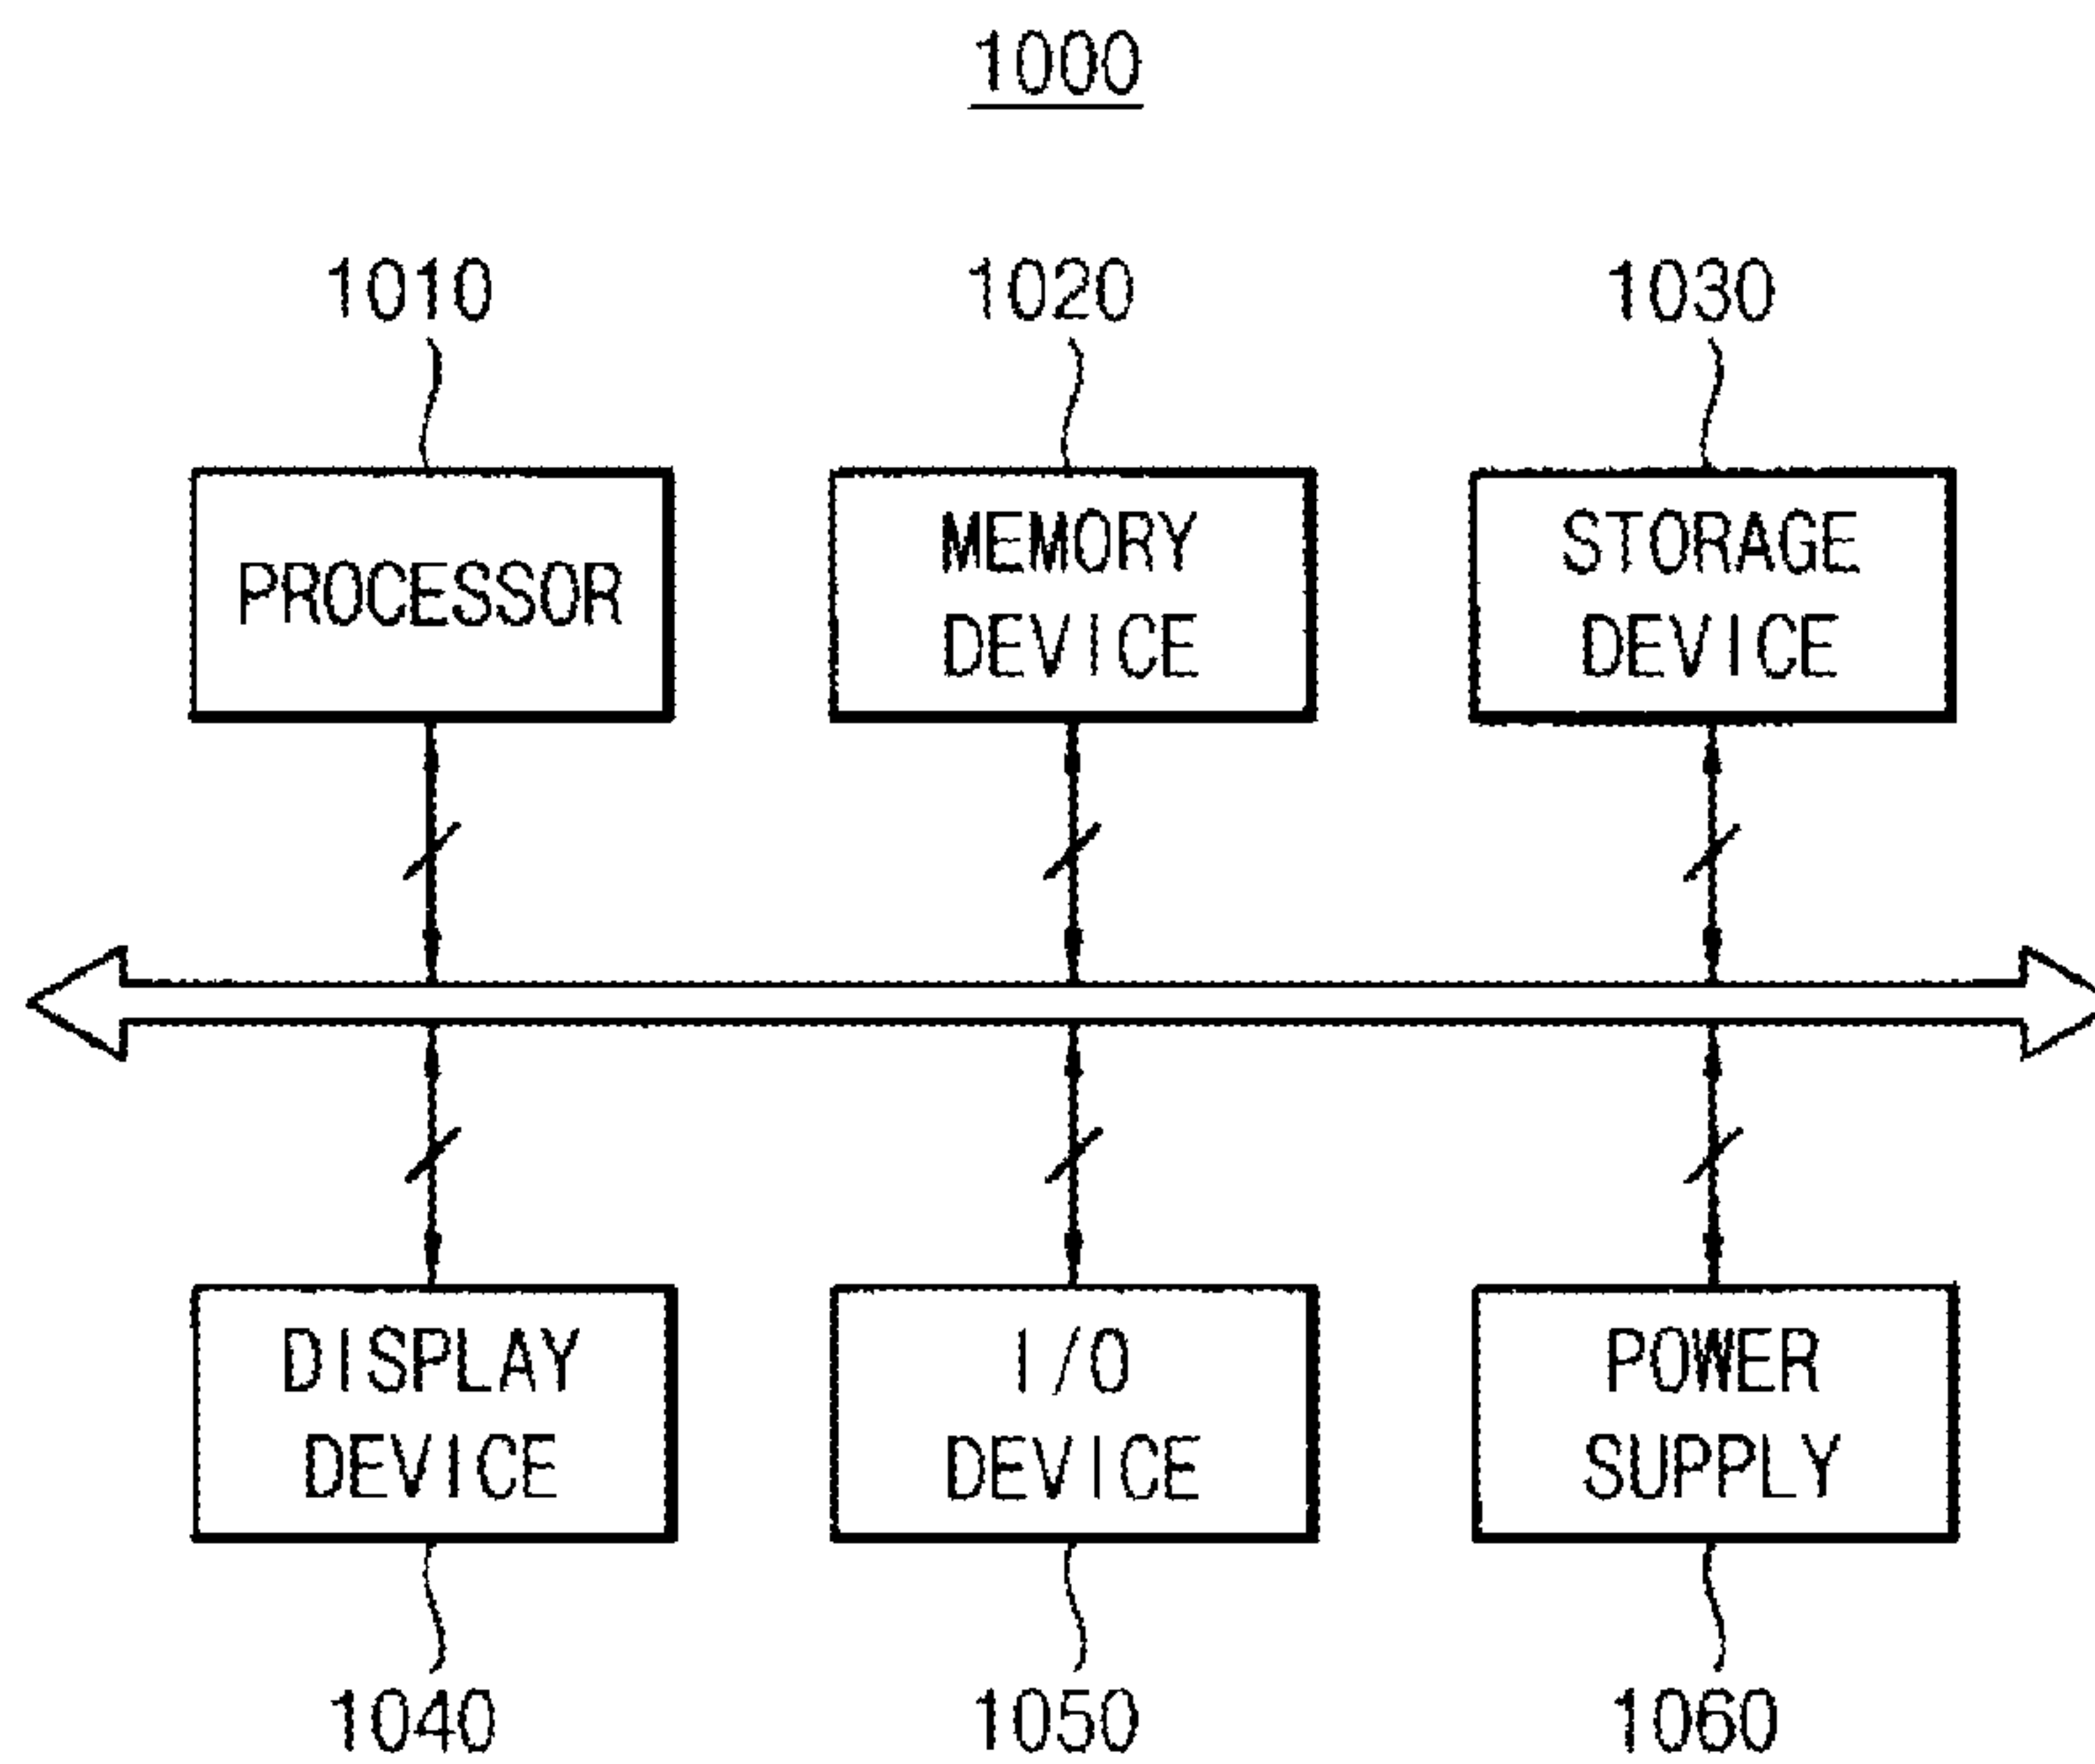 1000
1010
1020
1030
PROCESSOR
MEMORY
DEVICE
STORAGE
DEVICE
DISPLAY
DEVICE
I/O
DEVICE
POWER
SUPPLY
1040
1050
1060